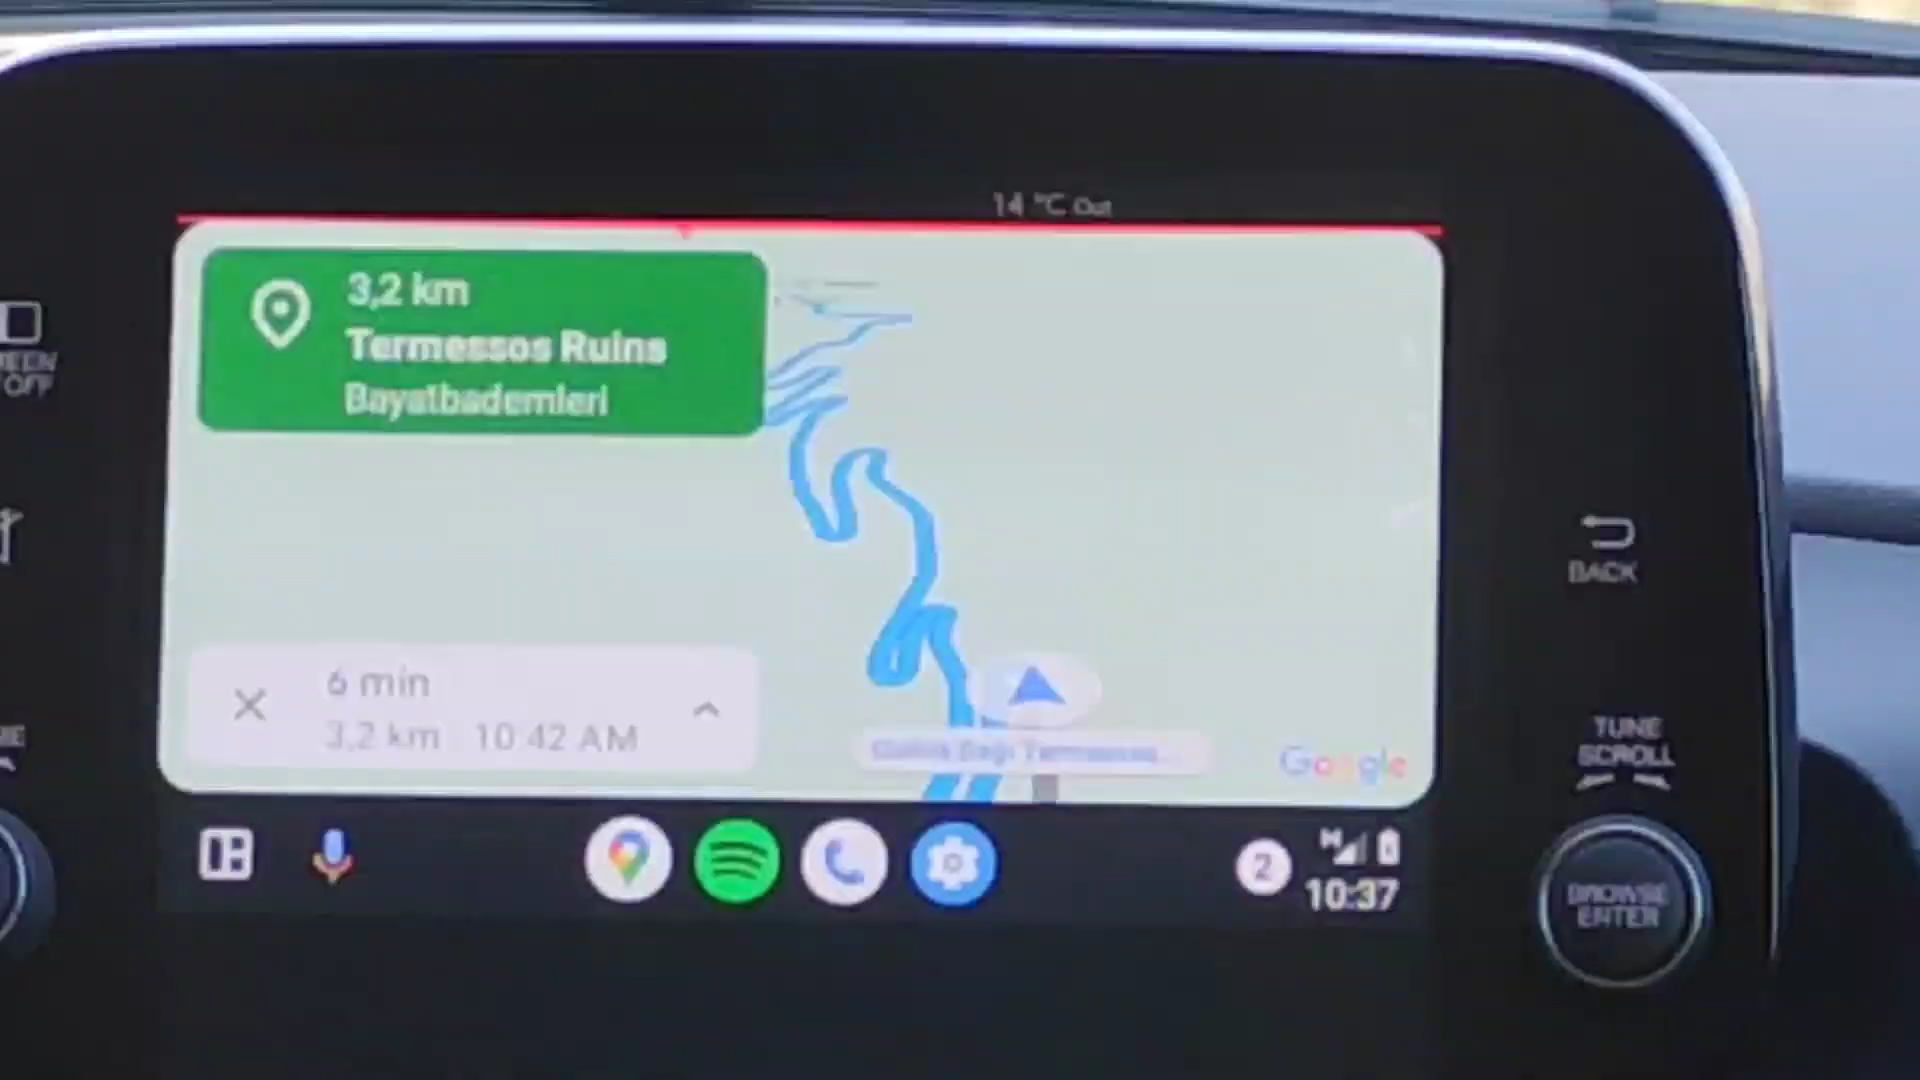 14 °C Out
3,2 km
Termessos Ruins
Bayatbademleri
OFF
BACK
6 min
3,2 km 10:42 AM
Google
TUNE
SCROLL
2
10:37
BROWSE
ENTER